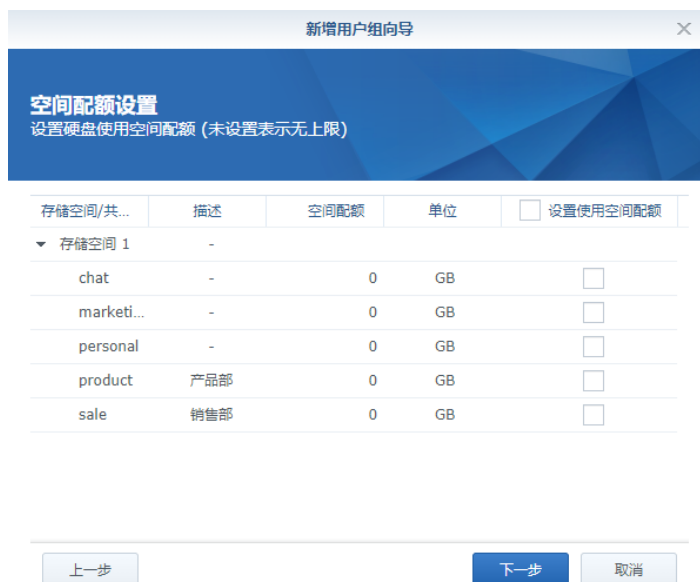 新增用户组向导
空间配额设置
设置硬盘使用空间配额 (未设置表示无上限)
存储空间/共... 描述 空间配额 单位 设置使用空间配额
存储空间 1 -
chat - 0 GB
marketi... - 0 GB
personal - 0 GB
product 产品部 0 GB
sale 销售部 0 GB
上一步 下一步 取消